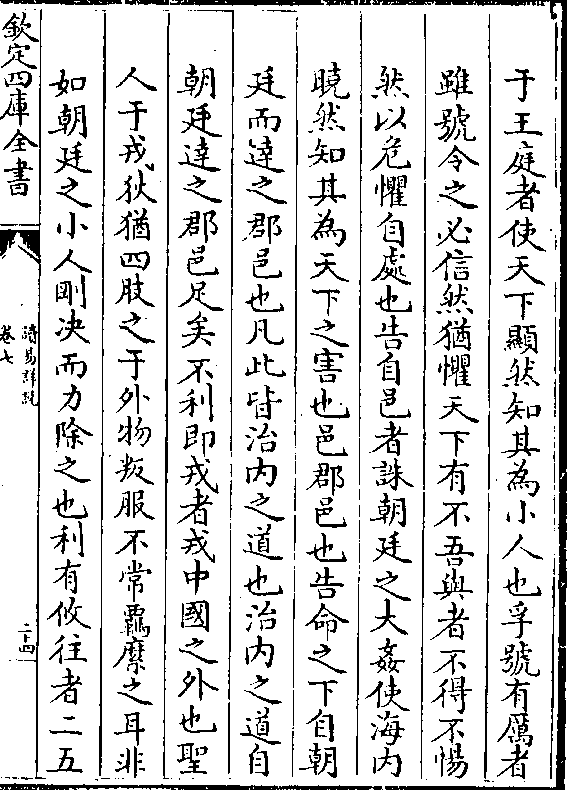 于王庭者使天下顯然知其為小人也孚號有厲者
雖號令之必信然猶懼天下有不吾與者不得不惕
然以危懼自處也告自邑者誅朝廷之大姦使海内
曉然知其為天下之害也邑郡邑也告命之下自朝
廷而達之郡邑也凡此皆治内之道也治内之道自
朝廷達之郡邑足矣不利即戎者戎中國之外也聖
人于戎狄猶四肢之于外物叛服不常羈縻之耳非
如朝廷之小人剛决而力除之也利有攸往者二五
欽定四庫全書
讀易詳說
卷七
二十四